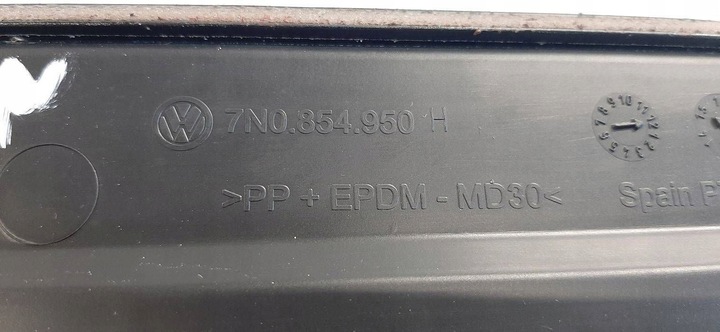 7N0.854.950 H
>PP + EPDM - MD30<
Spain